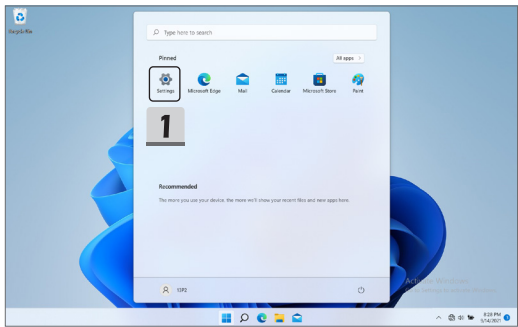 Recycle Bin
Type here to search
Pinned
All apps >
Settings
Microsoft Edge
Mail
Calendar
Microsoft Store
Paint
1
Recommended
The more you use your device, the more we'll show your recent files and new apps here.
Activate Windows
8:28 PM
5/14/2021